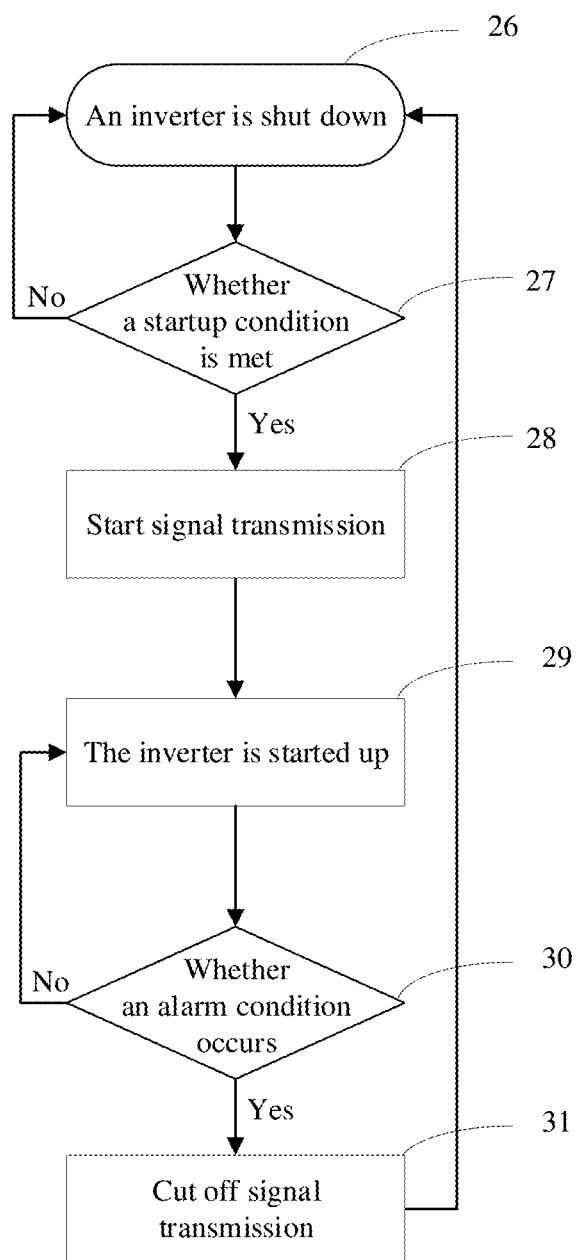 26
An inverter is shut down
27
Whether
a startup condition
is met
No
Yes
28
Start signal transmission
29
The inverter is started up
30
Whether
an alarm condition
occurs
No
Yes
31
Cut off signal
transmission